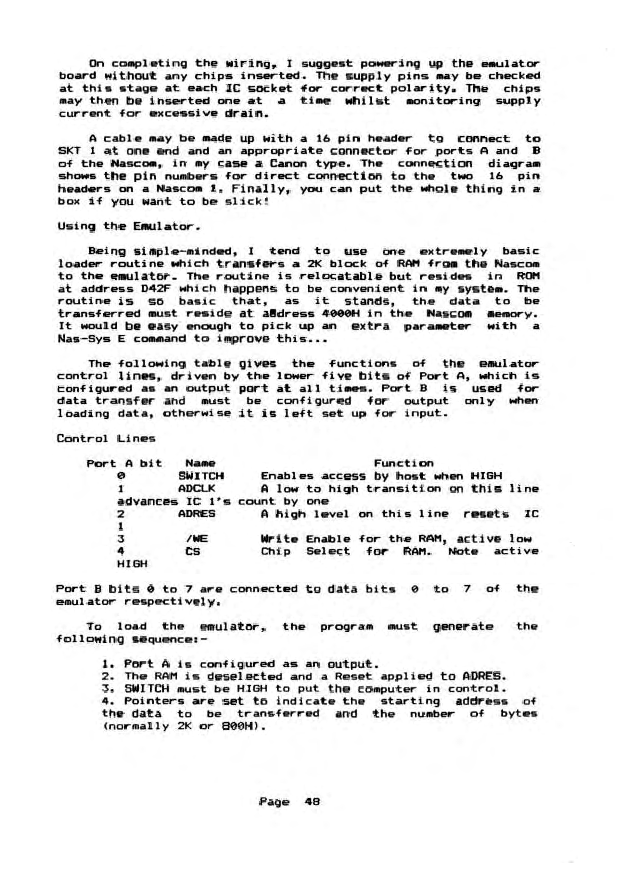 On completing the wiring, I suggest powering up the emulator
board without any chips inserted. The supply pins may be checked
at this stage at each IC socket for correct polarity. The chips
may then be inserted one at a time whilst monitoring supply
current for excessive drain.
A cable may be made up with a 16 pin header to connect to
SKT 1 at one end and an appropriate connector for ports A and B
of the Nascom, in my case a Canon type. The connection diagram
shows the pin numbers for direct connection to the two 16 pin
headers on a Nascom 1. Finally, you can put the whole thing in a
box if you want to be slick!
Using the Emulator.
Being simple-minded, I tend to use one extremely basic
loader routine which transfers a 2K block of RAM from the Nascom
to the emulator. The routine is relocatable but resides in ROM
at address D42F which happens to be convenient in my system. The
routine is so basic that, as it stands, the data to be
transferred must reside at address 4000H in the Nascom memory.
It would be easy enough to pick up an extra parameter with a
Nas-Sys E command to improve this...
The following table gives the functions of the emulator
control lines, driven by the lower five bits of Port A, which is
configured as an output port at all times. Port B is used for
data transfer and must be configured for output only when
loading data, otherwise it is left set up for input.
Control Lines
Port A bit Name Function
0 SWITCH Enables access by host when HIGH
1 ADCLK A low to high transition on this line
advances IC 1's count by one
2 ADRES A high level on this line resets IC
1
3 /WE Write Enable for the RAM, active low
4 CS Chip Select for RAM. Note active
HIGH
Port B bits 0 to 7 are connected to data bits 0 to 7 of the
emulator respectively.
To load the emulator, the program must generate the
following sequence:-
1. Port A is configured as an output.
2. The RAM is deselected and a Reset applied to ADRES.
3. SWITCH must be HIGH to put the computer in control.
4. Pointers are set to indicate the starting address of
the data to be transferred and the number of bytes
(normally 2K or 800H).
Page 48